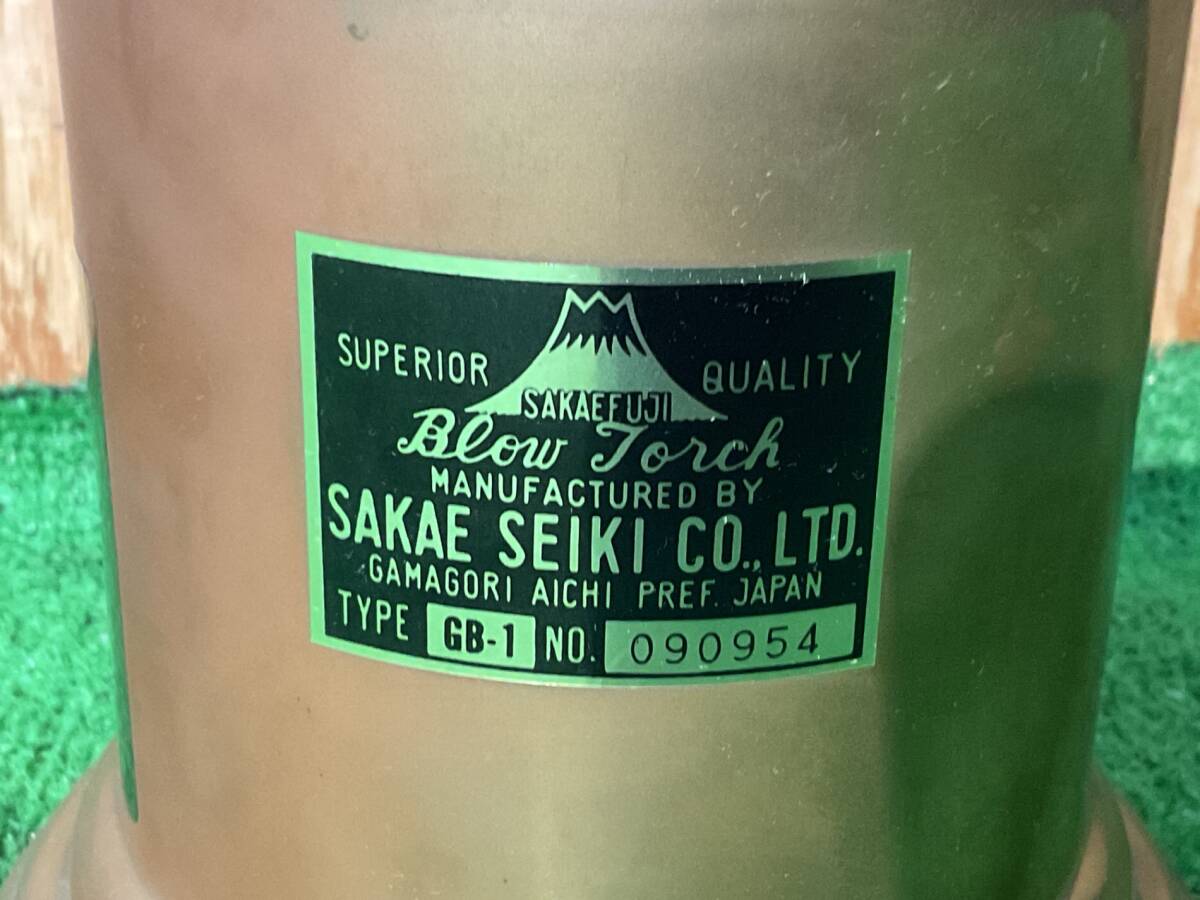 SUPERIOR QUALITY
SAKAEFUJI
Blow Torch
MANUFACTURED BY
SAKAE SEIKI CO., LTD.
GAMAGORI AICHI PREF. JAPAN
TYPE GB-1 NO. 090954